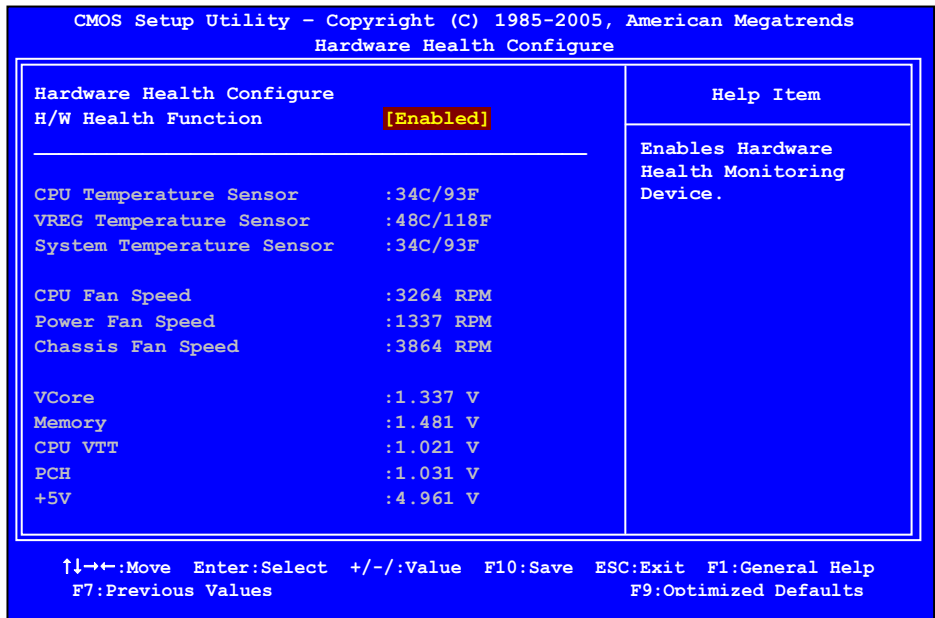 CMOS Setup Utility – Copyright (C) 1985-2005, American Megatrends
Hardware Health Configure
Hardware Health Configure
H/W Health Function [Enabled]
CPU Temperature Sensor :34C/93F
VREG Temperature Sensor :48C/118F
System Temperature Sensor :34C/93F
CPU Fan Speed :3264 RPM
Power Fan Speed :1337 RPM
Chassis Fan Speed :3864 RPM
VCore :1.337 V
Memory :1.481 V
CPU VTT :1.021 V
PCH :1.031 V
+5V :4.961 V
Help Item
Enables Hardware
Health Monitoring
Device.
↑↓→←:Move Enter:Select +/-/:Value F10:Save ESC:Exit F1:General Help
F7:Previous Values F9:Optimized Defaults